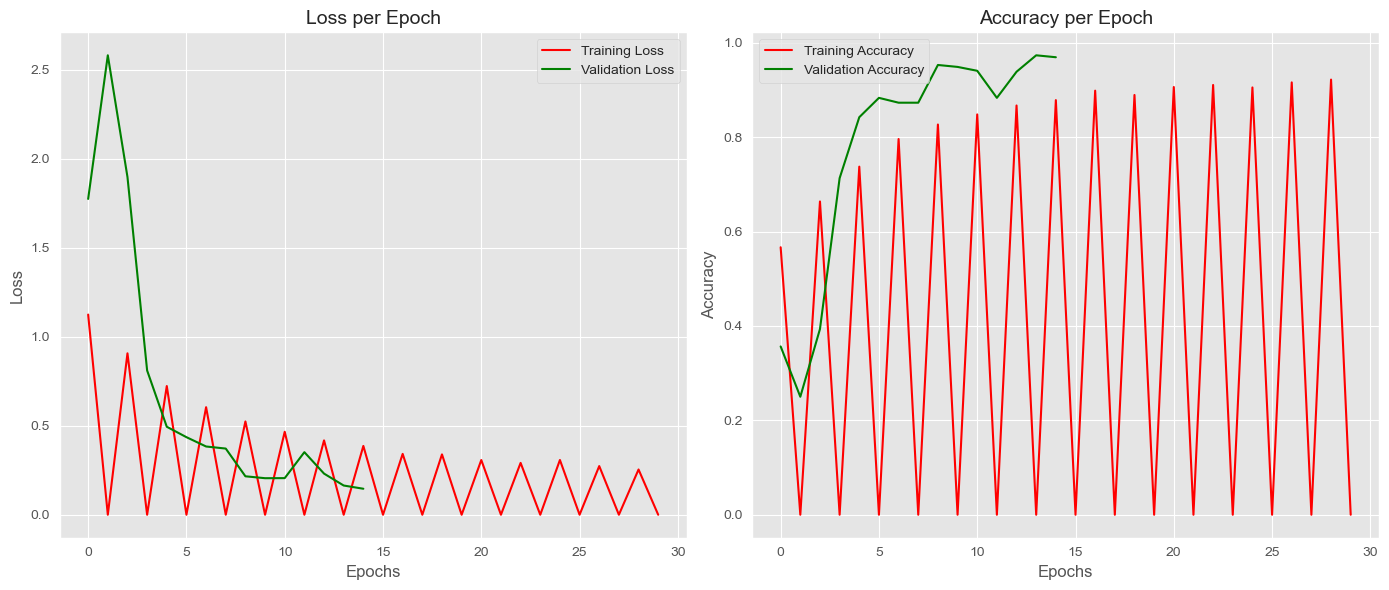 Loss per Epoch
Training Loss
Validation Loss
2.5
2.0
1.5
1.0
0.5
0.0
Loss
0 5 10 15 20 25 30
Epochs
Accuracy per Epoch
Training Accuracy
Validation Accuracy
1.0
0.8
0.6
0.4
0.2
0.0
Accuracy
0 5 10 15 20 25 30
Epochs